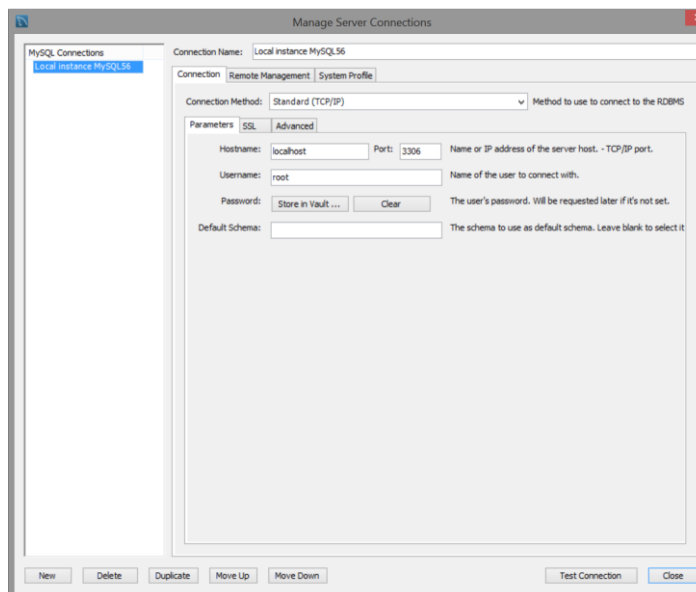 Manage Server Connections
MySQL Connections
Local instance MySQL56
Connection Name: Local instance MySQL56
Connection Remote Management System Profile
Connection Method: Standard (TCP/IP) Method to use to connect to the RDBMS
Parameters SSL Advanced
Hostname: localhost Port: 3306 Name or IP address of the server host. - TCP/IP port.
Username: root Name of the user to connect with.
Password: Store in Vault ... Clear The user's password. Will be requested later if it's not set.
Default Schema: The schema to use as default schema. Leave blank to select it
New Delete Duplicate Move Up Move Down Test Connection Close